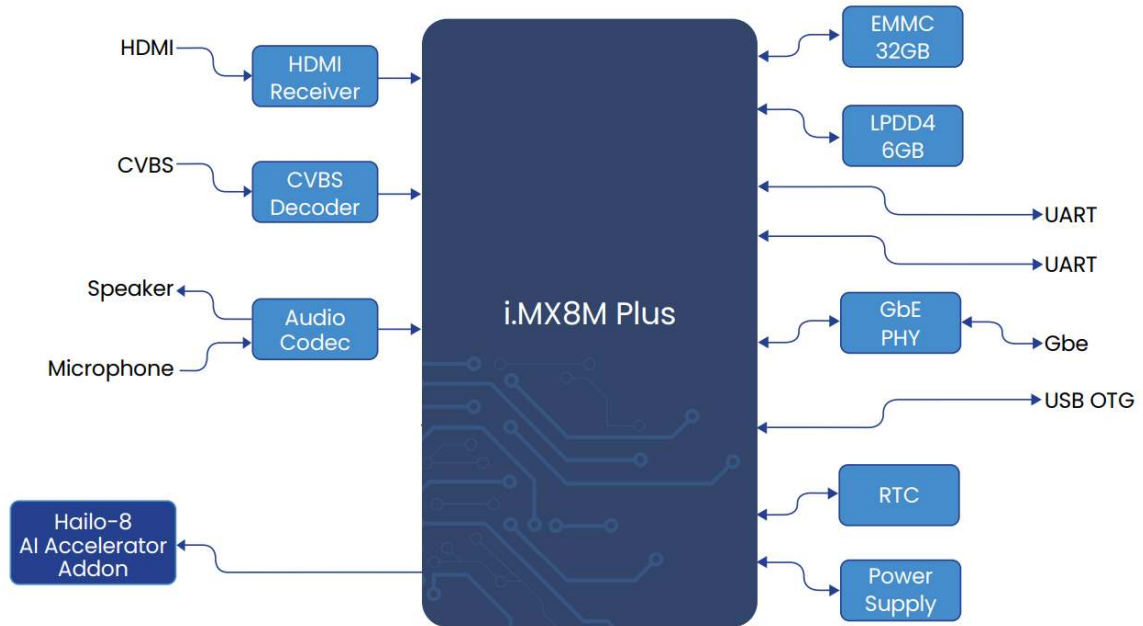 HDMI
HDMI
Receiver
CVBS
CVBS
Decoder
Speaker
Microphone
Audio
Codec
Hailo-8
AI Accelerator
Addon
i.MX8M Plus
EMMC
32GB
LPDD4
6GB
UART
UART
GbE
PHY
Gbe
USB OTG
RTC
Power
Supply